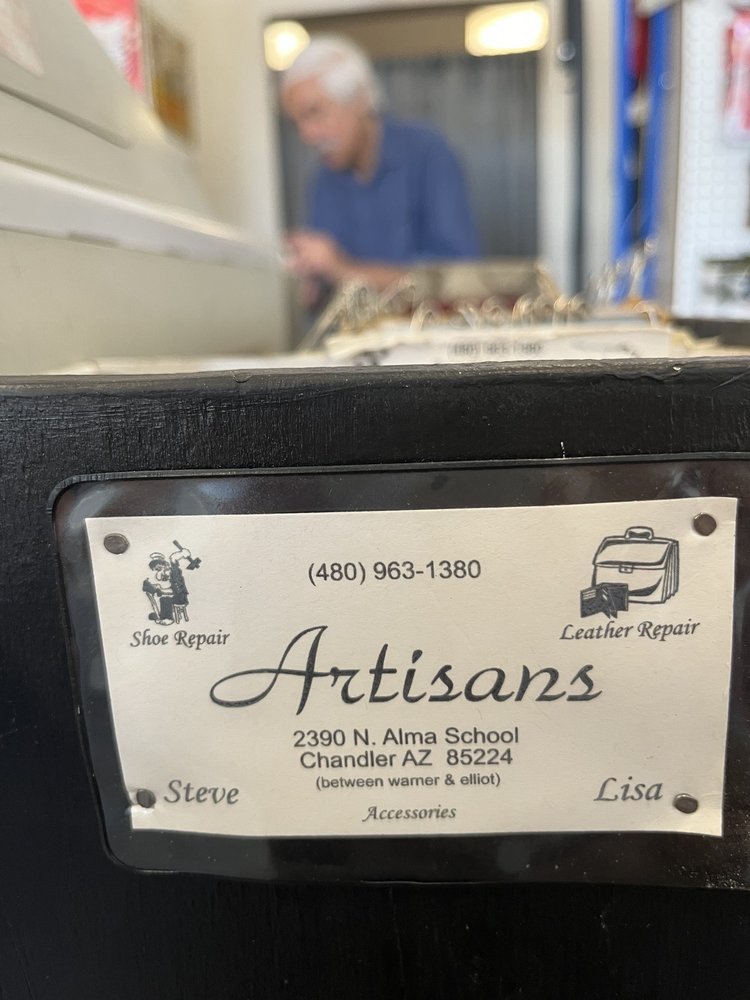 (480) 963-1380
Shoe Repair
Leather Repair
Artisans
2390 N. Alma School
Chandler AZ 85224
(between warner & elliot)
Steve
Lisa
Accessories